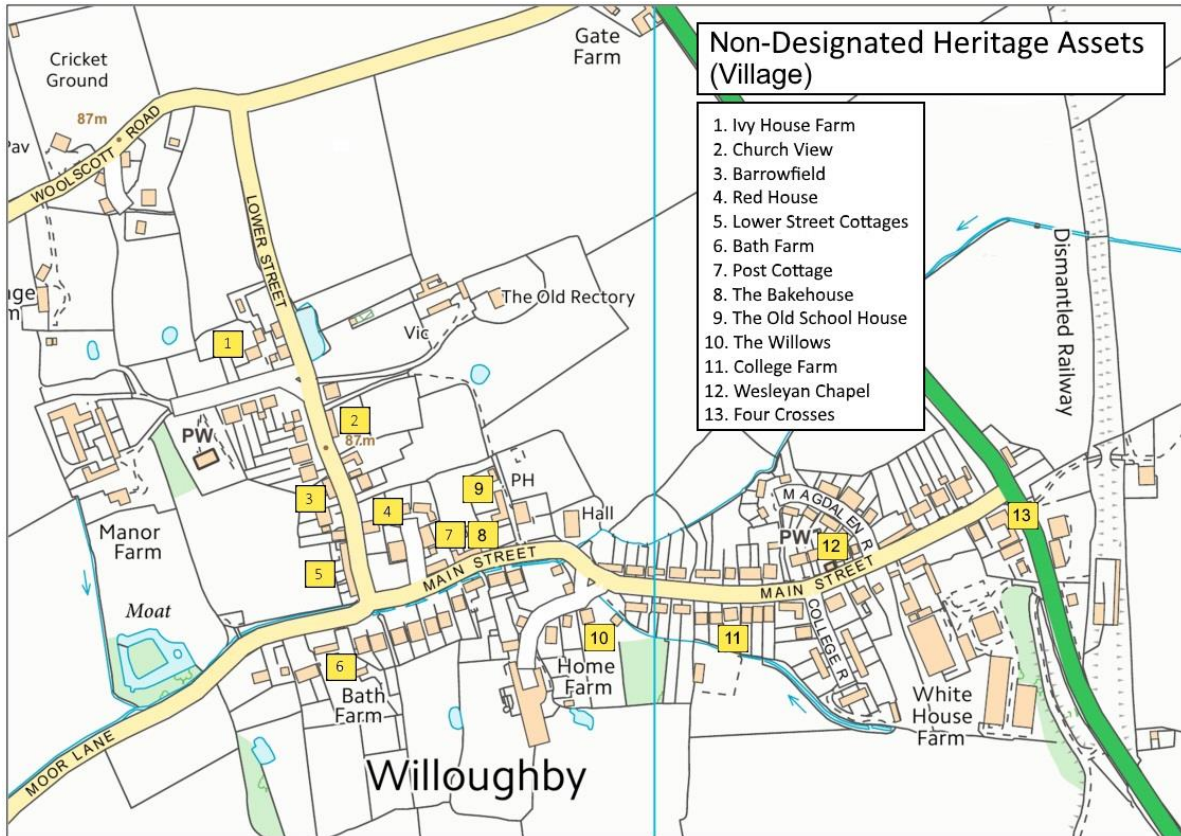 Non-Designated Heritage Assets
(Village)
1. Ivy House Farm
2. Church View
3. Barrowfield
4. Red House
5. Lower Street Cottages
6. Bath Farm
7. Post Cottage
8. The Bakehouse
9. The Old School House
10. The Willows
11. College Farm
12. Wesleyan Chapel
13. Four Crosses
Gate
Farm
Cricket
Ground
87m
Pav
WOOLSCOTT ROAD
LOWER STREET
Dismantled Railway
The Old Rectory
Vic
1
2
87m
PW
3
4
9
PH
7
8
Hall
MAGDALEN R
PW
12
13
Manor
Farm
5
MAIN STREET
MAIN STREET
Moat
COLLEGE R
10
11
6
Bath
Farm
Home
Farm
White
House
Farm
MOOR LANE
Willoughby